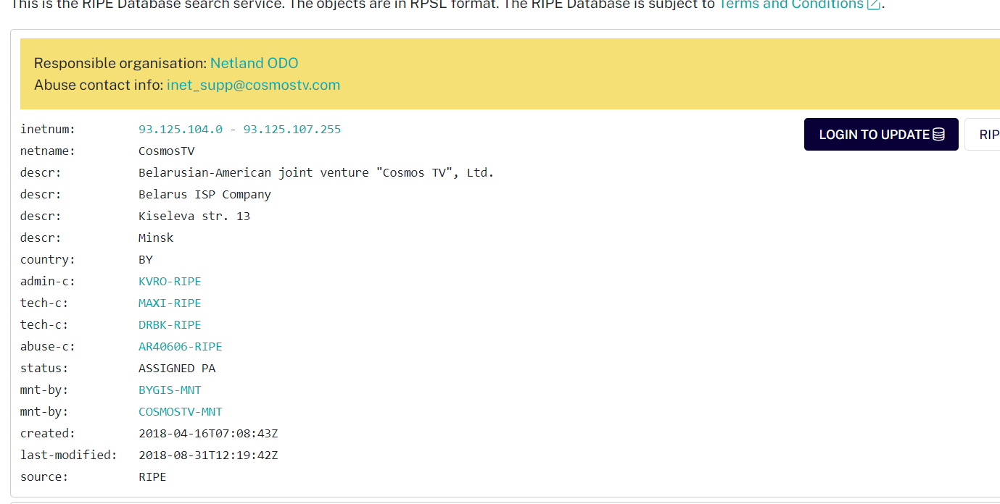 This is the RIPE Database search service. The objects are in RPSL format. The RIPE Database is subject to Terms and Conditions.
Responsible organisation: Netland ODO
Abuse contact info: inet_supp@cosmostv.com
inetnum: 93.125.104.0 - 93.125.107.255
LOGIN TO UPDATE RIP
netname: CosmosTV
descr: Belarusian-American joint venture "Cosmos TV", Ltd.
descr: Belarus ISP Company
descr: Kiseleva str. 13
descr: Minsk
country: BY
admin-c: KVRO-RIPE
tech-c: MAXI-RIPE
tech-c: DRBK-RIPE
abuse-c: AR40606-RIPE
status: ASSIGNED PA
mnt-by: BYGIS-MNT
mnt-by: COSMOSTV-MNT
created: 2018-04-16T07:08:43Z
last-modified: 2018-08-31T12:19:42Z
source: RIPE